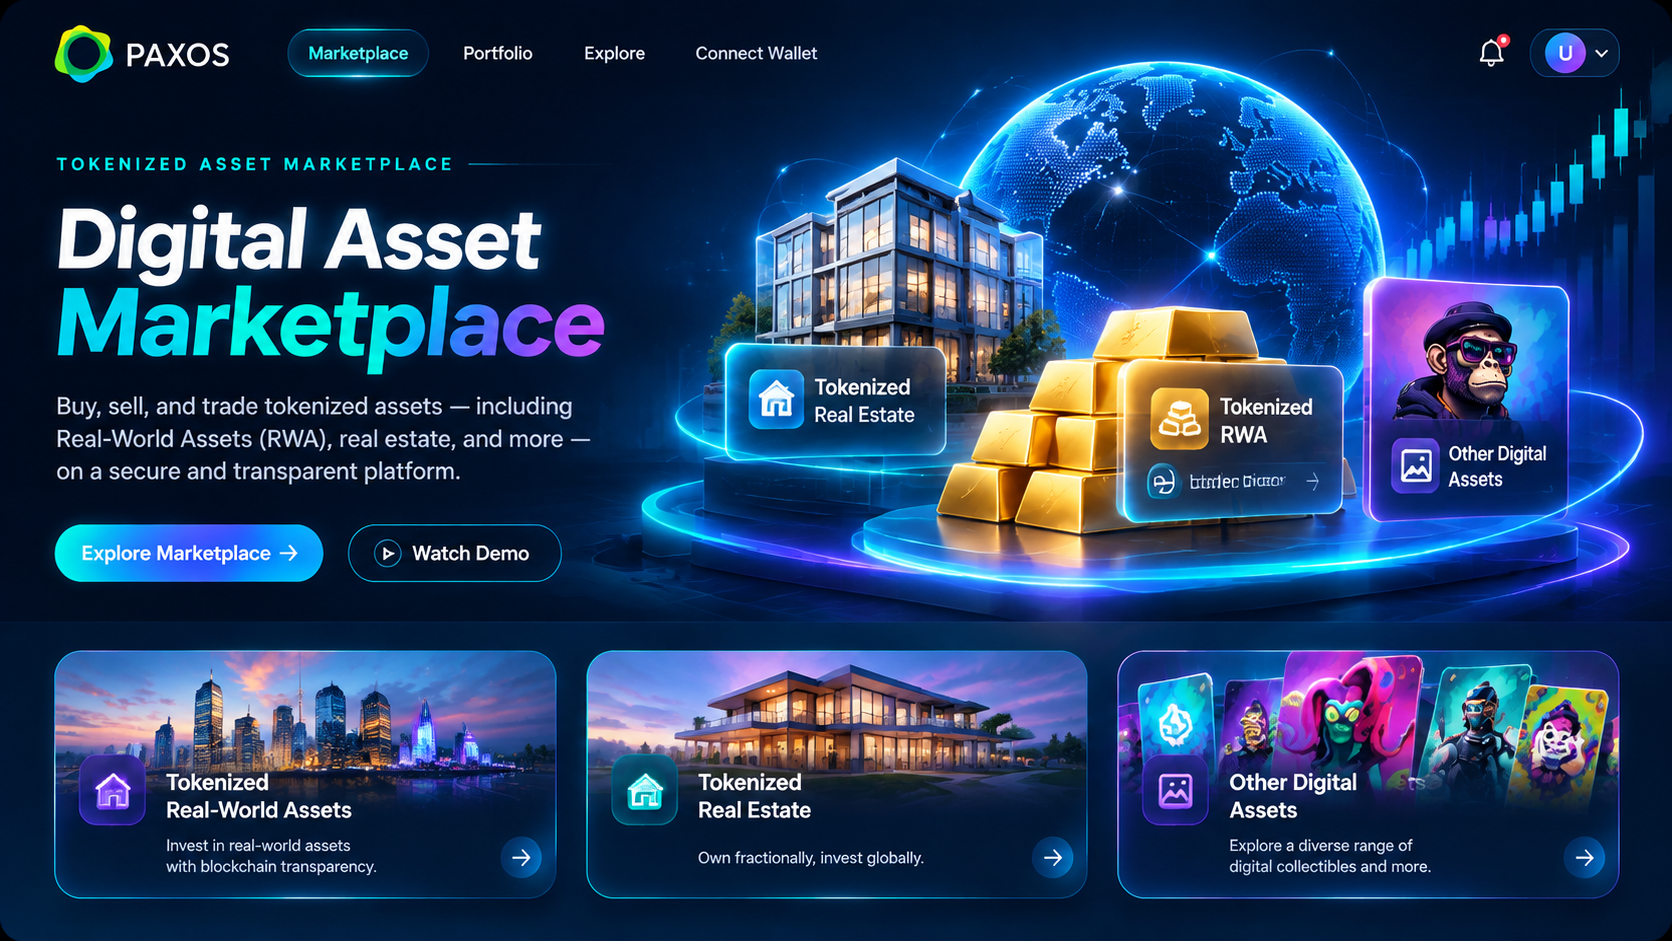 PAXOS
Marketplace
Portfolio
Explore
Connect Wallet
U
TOKENIZED ASSET MARKETPLACE
Digital Asset
Marketplace
Buy, sell, and trade tokenized assets — including
Real-World Assets (RWA), real estate, and more —
on a secure and transparent platform.
Explore Marketplace →
Watch Demo
Tokenized
Real Estate
Tokenized
RWA
Other Digital
Assets
Tokenized
Real-World Assets
Invest in real-world assets
with blockchain transparency.
Tokenized
Real Estate
Own fractionally, invest globally.
Other Digital
Assets
Explore a diverse range of
digital collectibles and more.